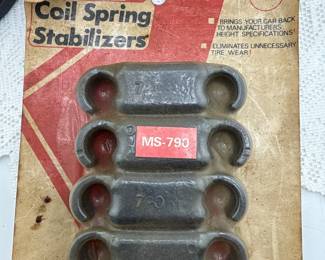 Coil Spring
Stabilizers
• BRINGS YOUR CAR BACK
TO MANUFACTURERS
HEIGHT SPECIFICATIONS
• ELIMINATES UNNECESSARY
TIRE WEAR!
MS-790